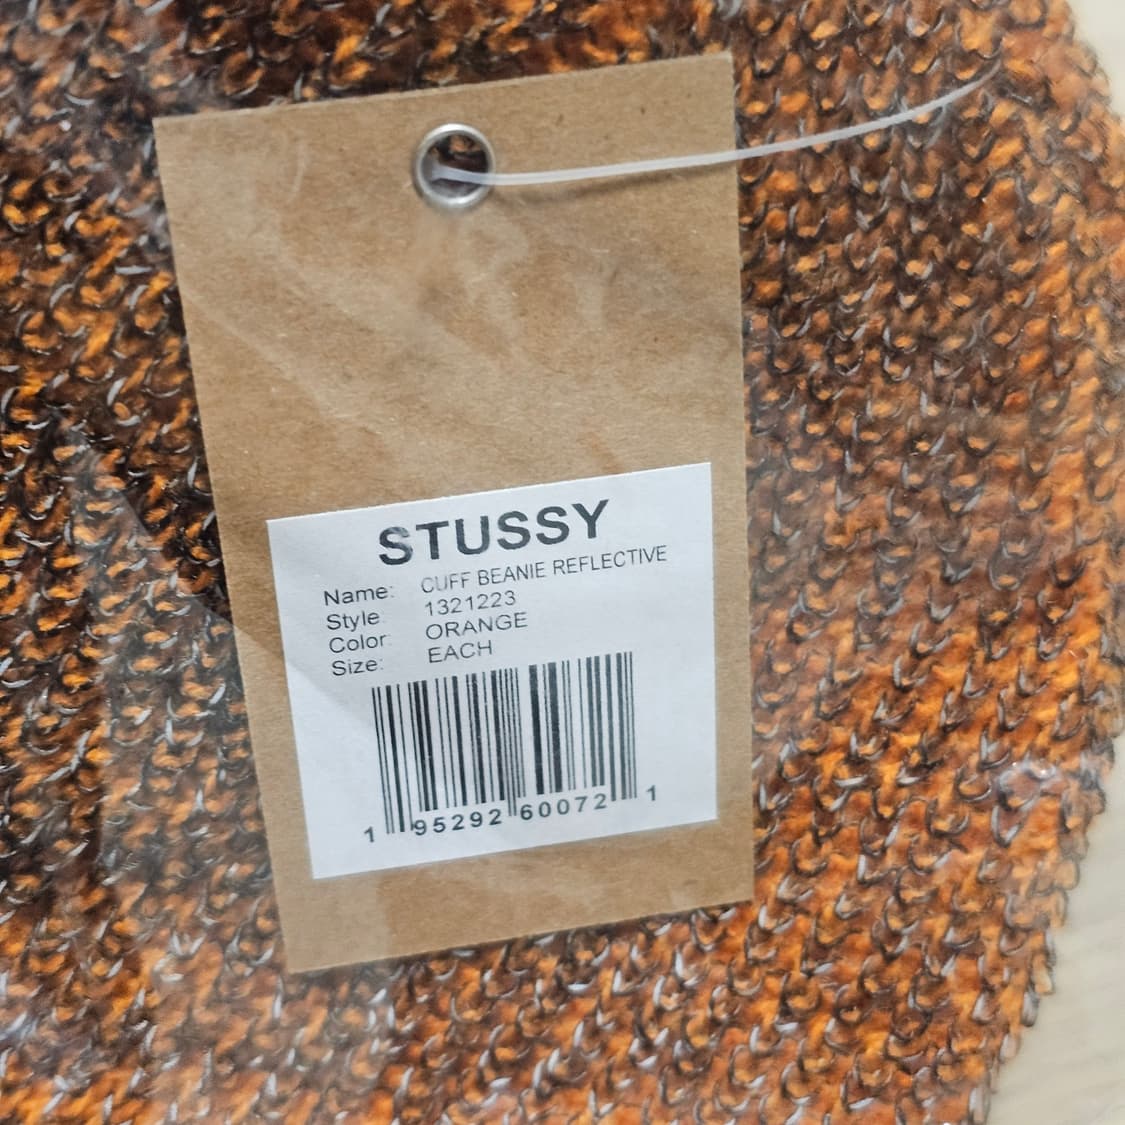 STUSSY
Name: CUFF BEANIE REFLECTIVE
Style: 1321223
Color: ORANGE
Size: EACH
1 95292 60072 1